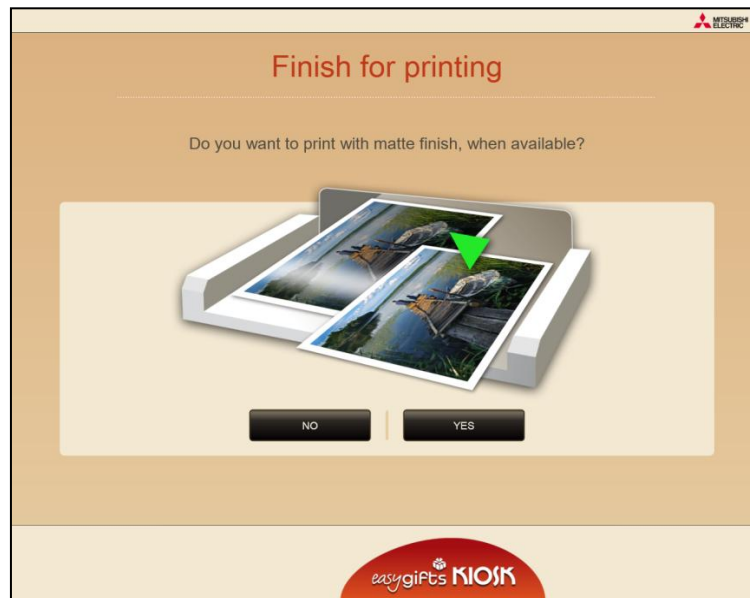 MITSUBISHI
ELECTRIC
Finish for printing
Do you want to print with matte finish, when available?
NO
YES
easygifts KIOSK